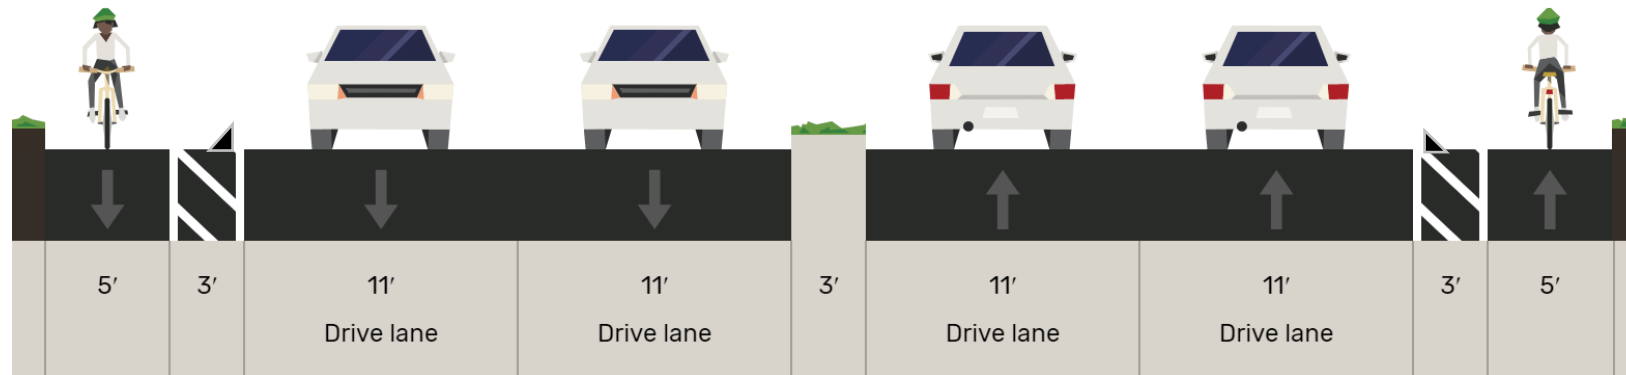 5′ 3′ 11′ 11′ 3′ 11′ 11′ 3′ 5′
Drive lane Drive lane Drive lane Drive lane